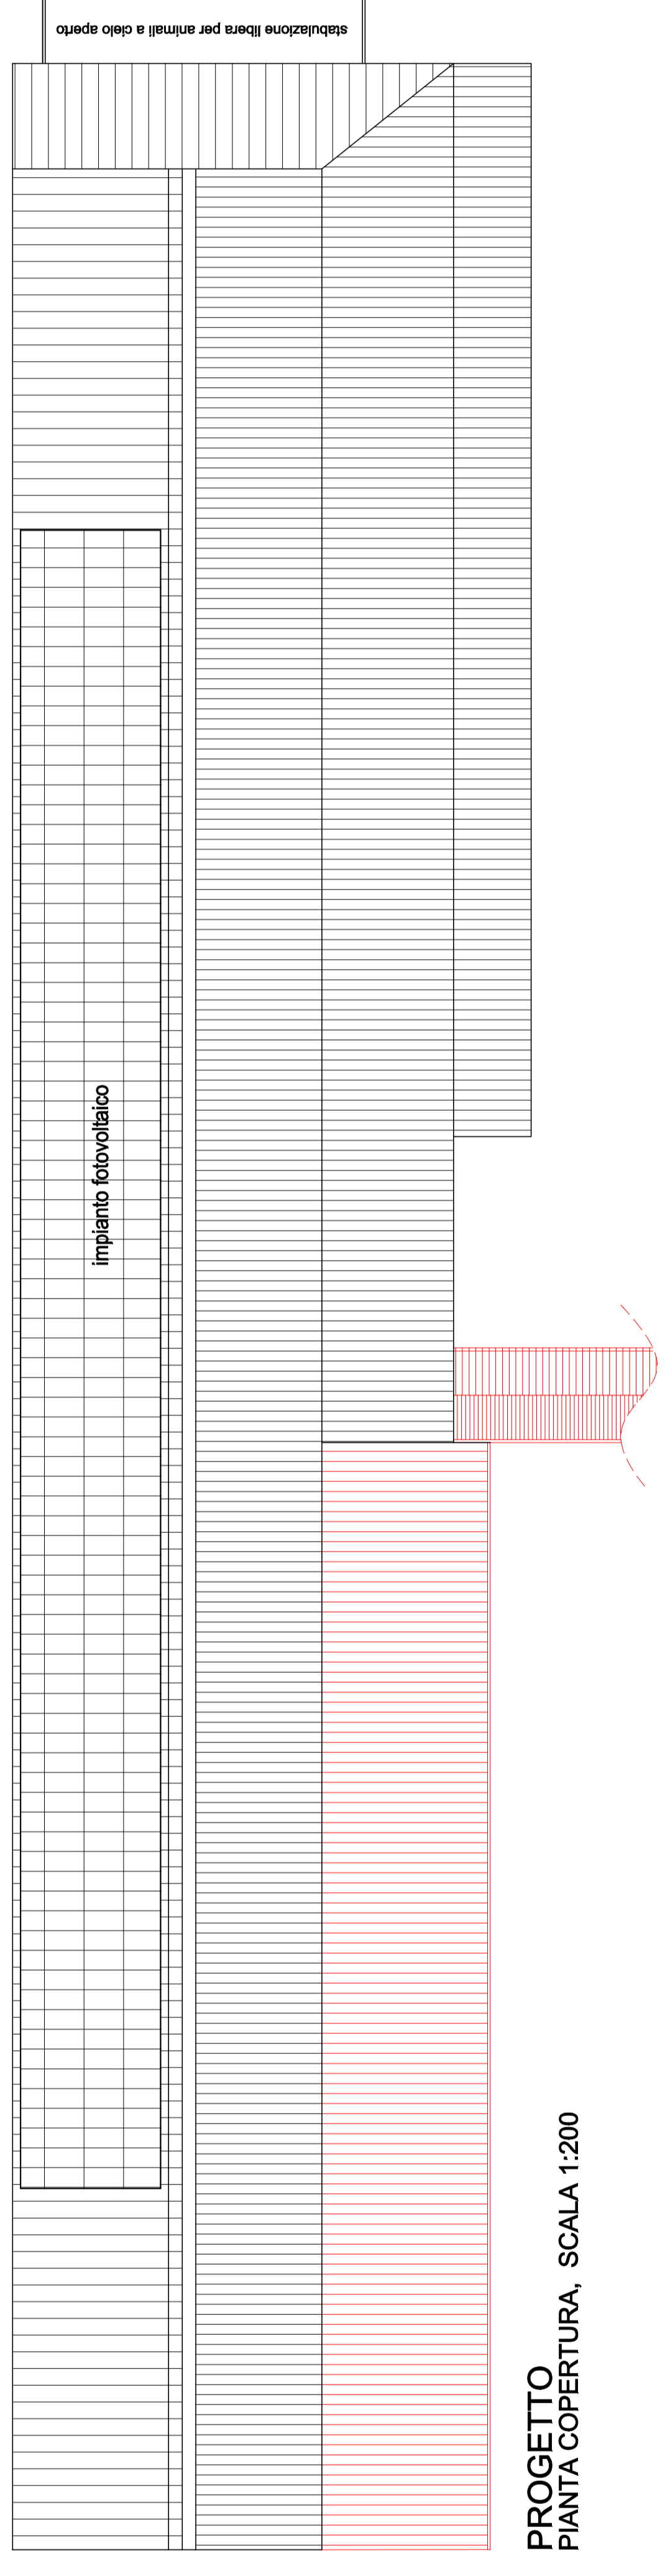 stabulazione libera per animali a cielo aperto
impianto fotovoltaico
PROGETTO
PIANTA COPERTURA, SCALA 1:200